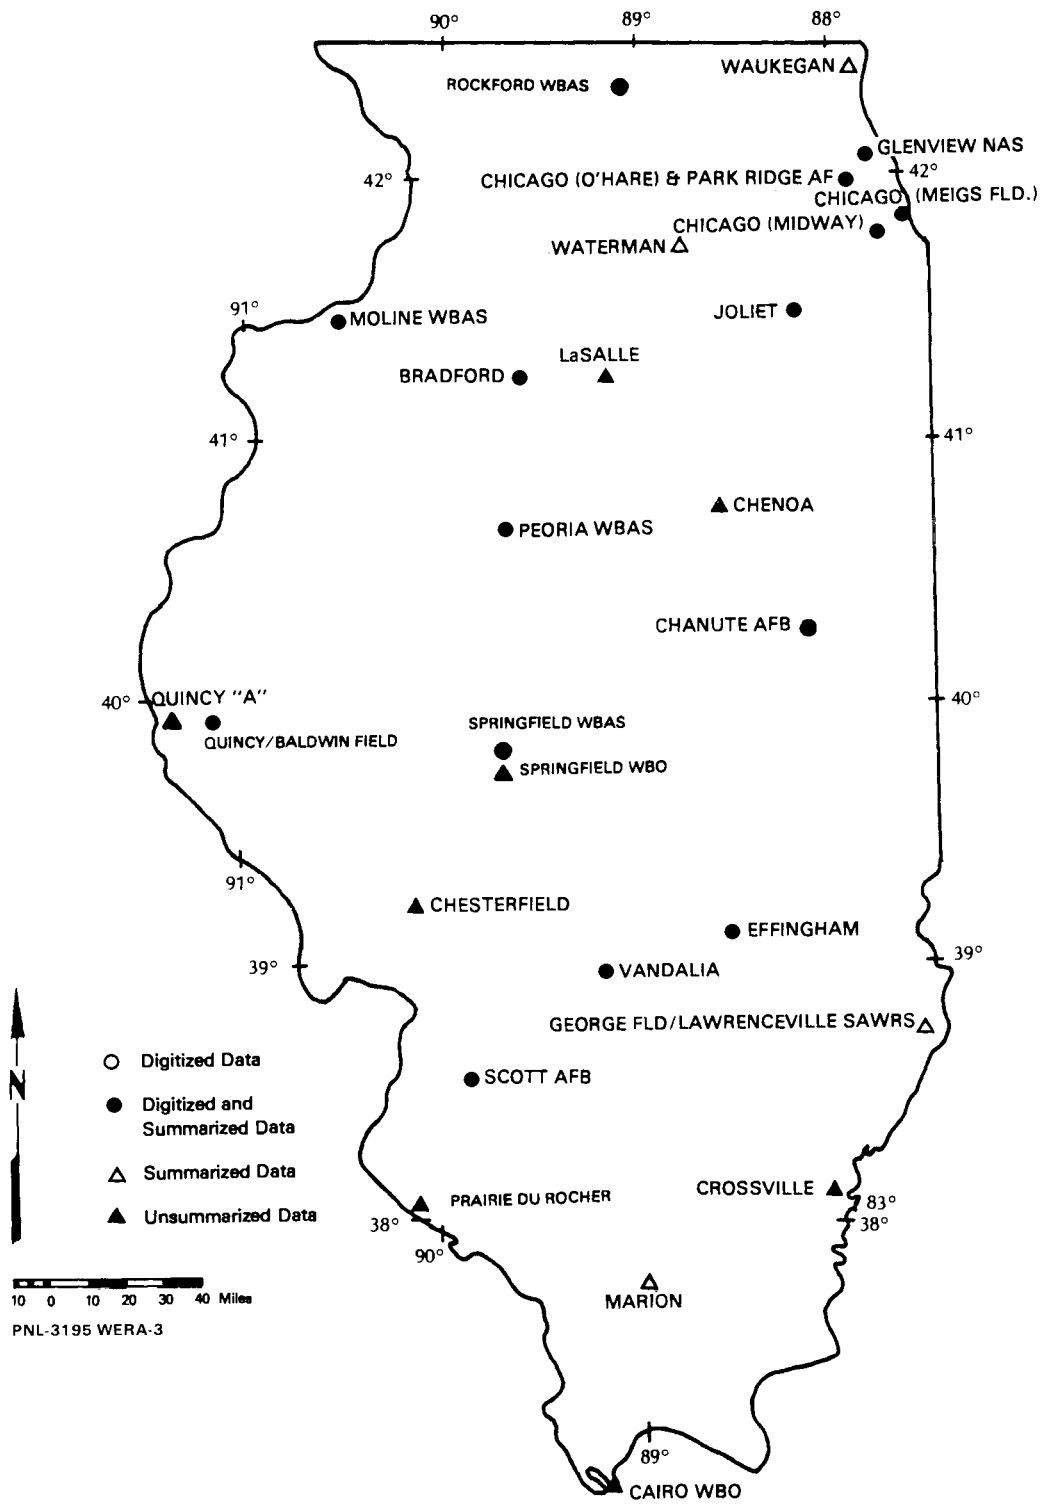 90° 89° 88°
WAUKEGAN
ROCKFORD WBAS
GLENVIEW NAS
42° CHICAGO (O'HARE) & PARK RIDGE AF 42°
CHICAGO (MEIGS FLD.)
CHICAGO (MIDWAY)
WATERMAN
91°
MOLINE WBAS
JOLIET
LaSALLE
BRADFORD
41° 41°
CHENOA
PEORIA WBAS
CHANUTE AFB
40° QUINCY "A" 40°
SPRINGFIELD WBAS
QUINCY/BALDWIN FIELD
SPRINGFIELD WBO
91°
CHESTERFIELD
EFFINGHAM
39° 39°
VANDALIA
GEORGE FLD/LAWRENCEVILLE SAWRS
SCOTT AFB
N
Digitized Data
Digitized and
Summarized Data
Summarized Data
Unsummarized Data
CROSSVILLE
PRAIRIE DU ROCHER
83°
38° 38°
90°
MARION
10 0 10 20 30 40 Miles
PNL-3195 WERA-3
89°
CAIRO WBO